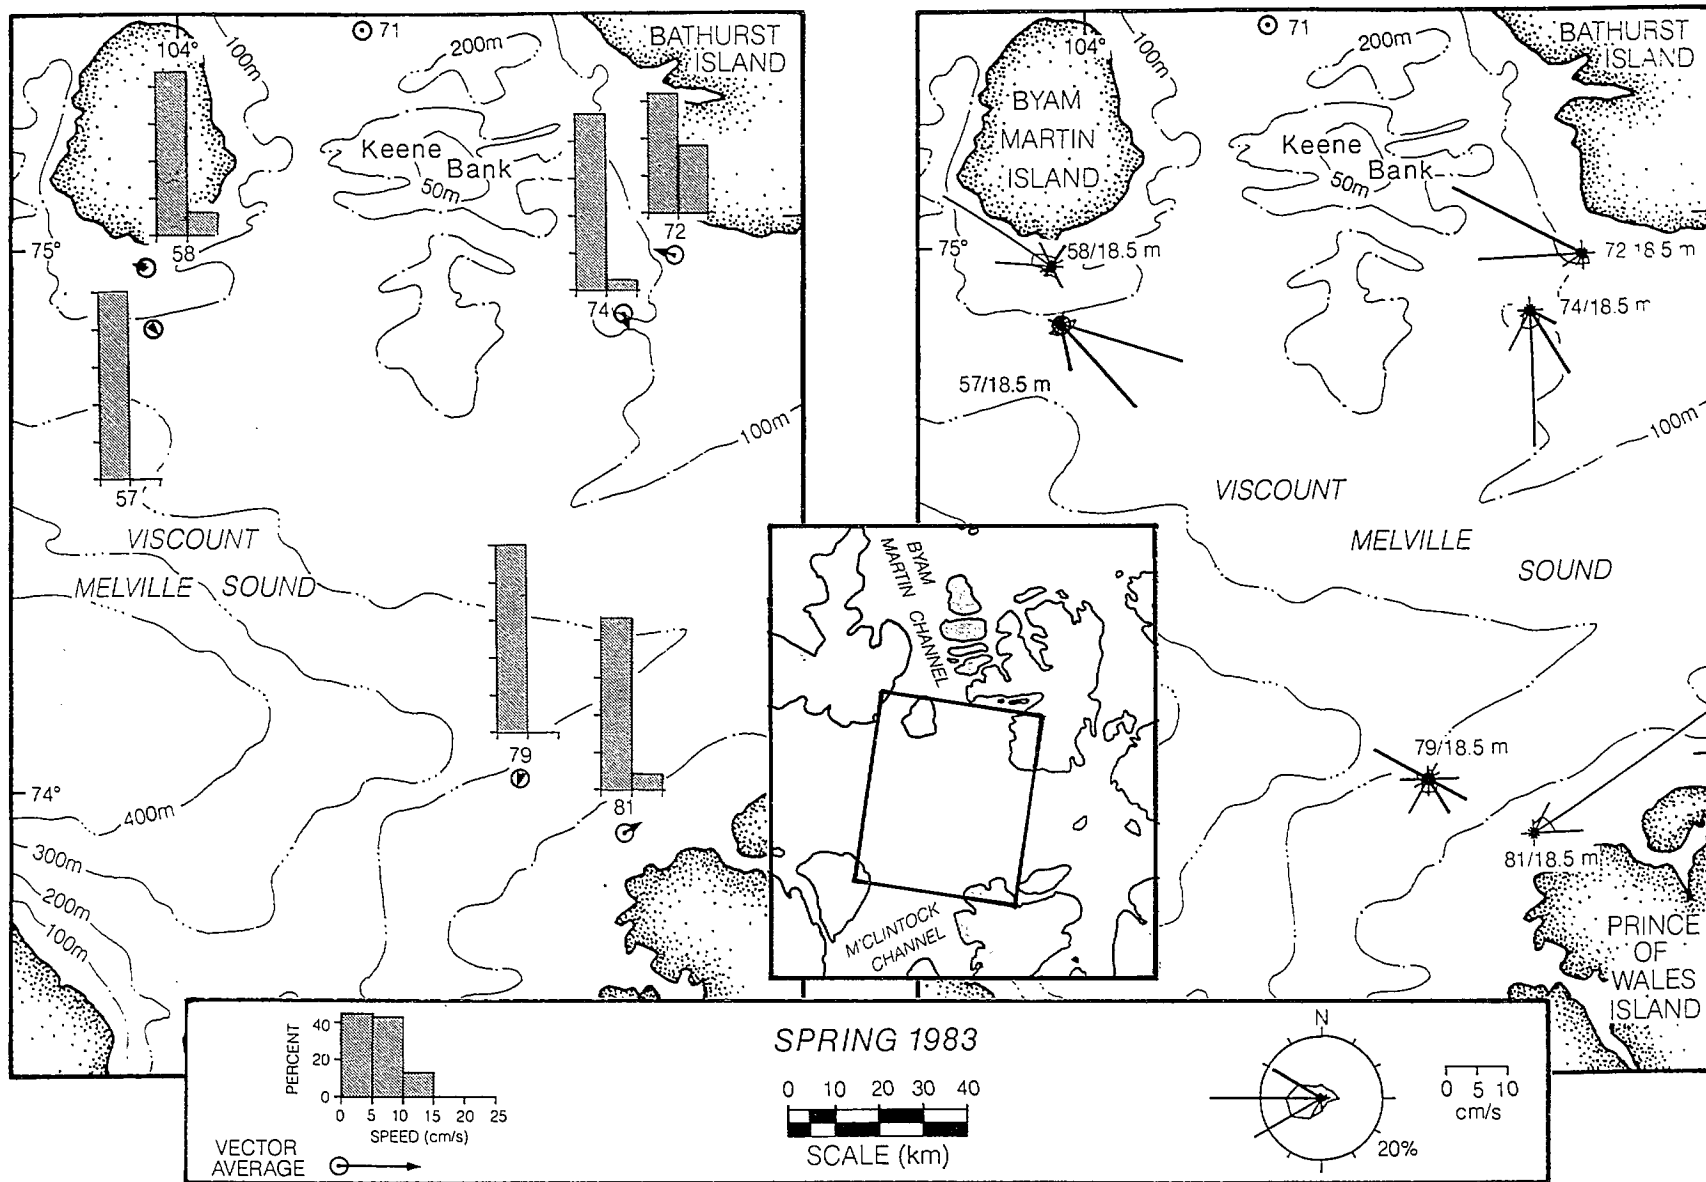 104°
100m
71
200m
BATHURST
ISLAND
Keene
Bank
50m
75°
58
72
74
57
100m
VISCOUNT
MELVILLE SOUND
79
81
74°
400m
300m
200m
100m
104°
100m
71
200m
BATHURST
ISLAND
BYAM
MARTIN
ISLAND
Keene
Bank
50m
75°
58/18.5 m
72 18.5 m
74/18.5 m
57/18.5 m
100m
VISCOUNT
MELVILLE
SOUND
79/18.5 m
81/18.5 m
PRINCE
OF
WALES
ISLAND
BYAM
MARTIN CHANNEL
M'CLINTOCK
CHANNEL
PERCENT
40
20
0
0 5 10 15 20 25
SPEED (cm/s)
VECTOR
AVERAGE
SPRING 1983
0 10 20 30 40
SCALE (km)
N
20%
0 5 10
cm/s